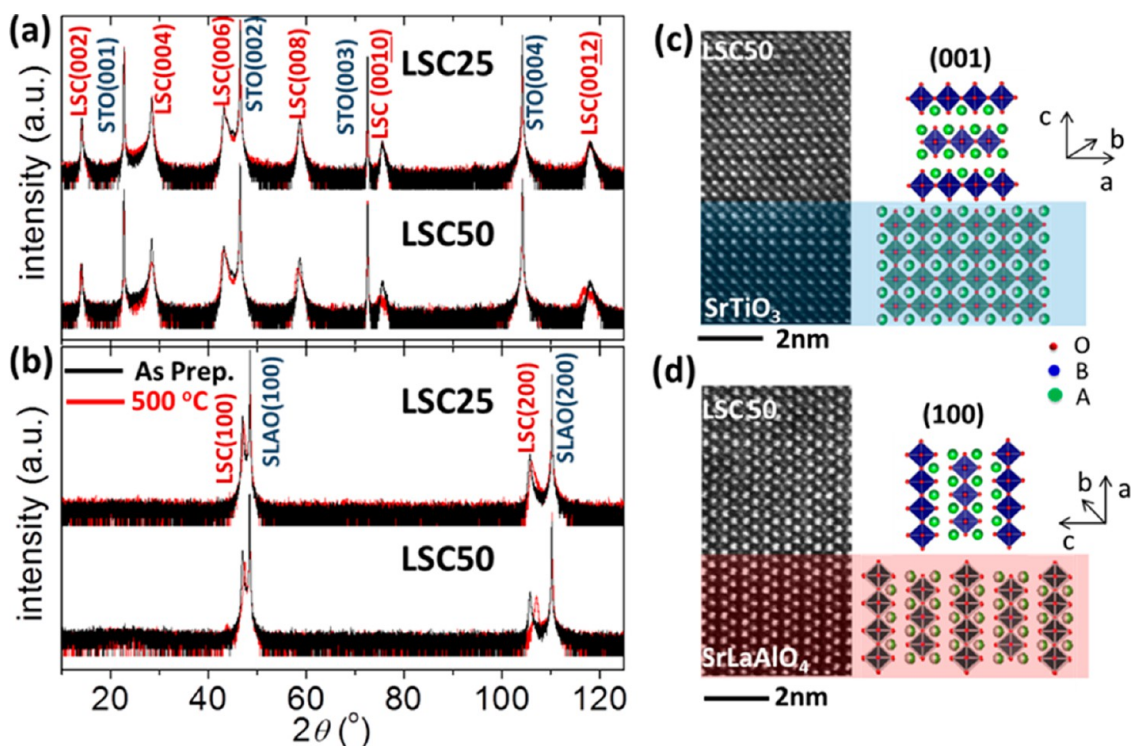 (a)
intensity (a.u.)
LSC(002)
STO(001)
LSC(004)
LSC(006)
STO(002)
LSC(008)
STO(003)
LSC (0010)
STO(004)
LSC(0012)
LSC25
LSC50
(b)
intensity (a.u.)
As Prep.
500 °C
LSC(100)
SLAO(100)
LSC25
LSC(200)
SLAO(200)
LSC50
20
40
60
80
100
120
2θ (°)
(c)
LSC50
SrTiO3
2nm
(001)
c
b
a
O
B
A
(d)
LSC50
SrLaAlO4
2nm
(100)
b
a
c